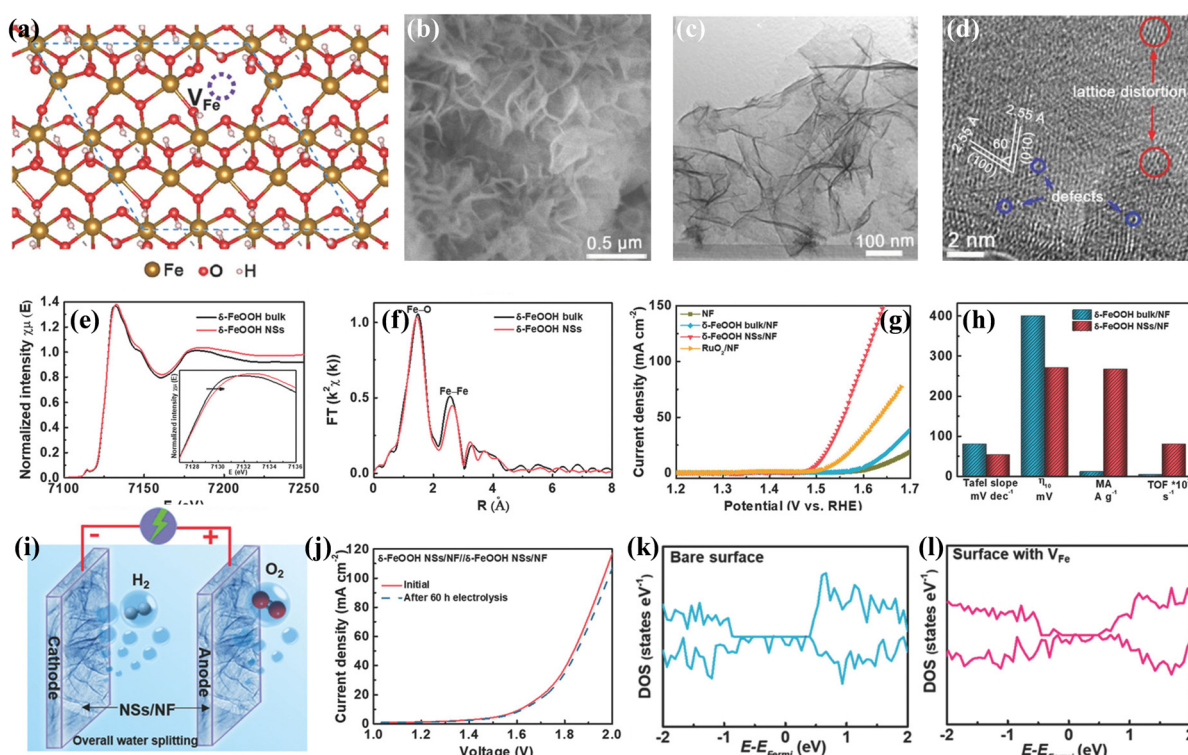 (a)
V_Fe
Fe O H
(b)
0.5 µm
(c)
100 nm
(d)
lattice distortion
2.55 Å
60
2.55 Å
(100)
(010)
defects
2 nm
(e)
δ-FeOOH bulk
δ-FeOOH NSs
Normalized intensity χμ (E)
1.4
1.2
1.0
0.8
0.6
0.4
0.2
0.0
7100 7150 7200 7250
Normalized intensity χμ (E)
7128 7130 7132 7134 7136
E (eV)
(f)
Fe–O
Fe–Fe
δ-FeOOH bulk
δ-FeOOH NSs
FT (k²χ (k))
1.0
0.5
0.0
0 2 4 6 8
R (Å)
(g)
NF
δ-FeOOH bulk/NF
δ-FeOOH NSs/NF
RuO₂/NF
Current density (mA cm⁻²)
150
125
100
75
50
25
0
1.2 1.3 1.4 1.5 1.6 1.7
Potential (V vs. RHE)
(h)
δ-FeOOH bulk/NF
δ-FeOOH NSs/NF
400
300
200
100
0
Tafel slope η₁₀ MA TOF *10
mV dec⁻¹ mV A g⁻¹ s⁻¹
(i)
- +
H₂
O₂
Cathode
Anode
NSs/NF
Overall water splitting
(j)
δ-FeOOH NSs/NF//δ-FeOOH NSs/NF
Initial
After 60 h electrolysis
Current density (mA cm⁻²)
120
100
80
60
40
20
0
1.0 1.2 1.4 1.6 1.8 2.0
Voltage (V)
(k)
Bare surface
DOS (states eV⁻¹)
-2 -1 0 1 2
E-E_Fermi (eV)
(l)
Surface with V_Fe
DOS (states eV⁻¹)
-2 -1 0 1 2
E-E_Fermi (eV)